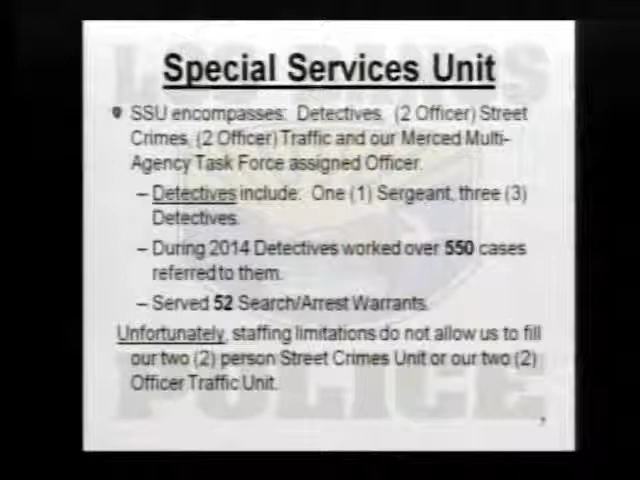 LOS BANOS
Special Services Unit
SSU encompasses: Detectives, (2 Officer) Street
Crimes, (2 Officer) Traffic and our Merced Multi-
Agency Task Force assigned Officer.
– Detectives include: One (1) Sergeant, three (3)
Detectives.
– During 2014 Detectives worked over 550 cases
referred to them.
– Served 52 Search/Arrest Warrants.
Unfortunately, staffing limitations do not allow us to fill
our two (2) person Street Crimes Unit or our two (2)
Officer Traffic Unit.
POLICE